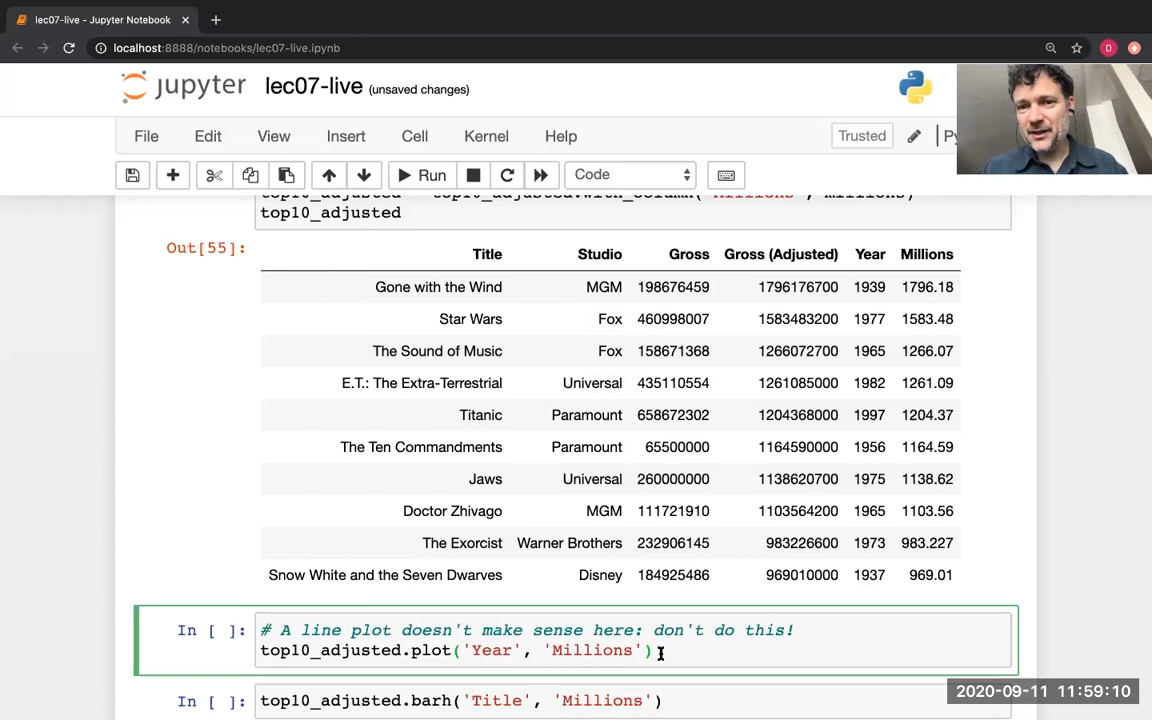 lec07-live - Jupyter Notebook
localhost:8888/notebooks/lec07-live.ipynb
D
jupyter lec07-live (unsaved changes)
File Edit View Insert Cell Kernel Help Trusted Py
Run Code
top10_adjusted = top10_adjusted.with_column('Millions', millions)
top10_adjusted
Out[55]:
Title Studio Gross Gross (Adjusted) Year Millions
Gone with the Wind MGM 198676459 1796176700 1939 1796.18
Star Wars Fox 460998007 1583483200 1977 1583.48
The Sound of Music Fox 158671368 1266072700 1965 1266.07
E.T.: The Extra-Terrestrial Universal 435110554 1261085000 1982 1261.09
Titanic Paramount 658672302 1204368000 1997 1204.37
The Ten Commandments Paramount 65500000 1164590000 1956 1164.59
Jaws Universal 260000000 1138620700 1975 1138.62
Doctor Zhivago MGM 111721910 1103564200 1965 1103.56
The Exorcist Warner Brothers 232906145 983226600 1973 983.227
Snow White and the Seven Dwarves Disney 184925486 969010000 1937 969.01
In [ ]: # A line plot doesn't make sense here: don't do this!
top10_adjusted.plot('Year', 'Millions')
In [ ]: top10_adjusted.barh('Title', 'Millions')
2020-09-11 11:59:10